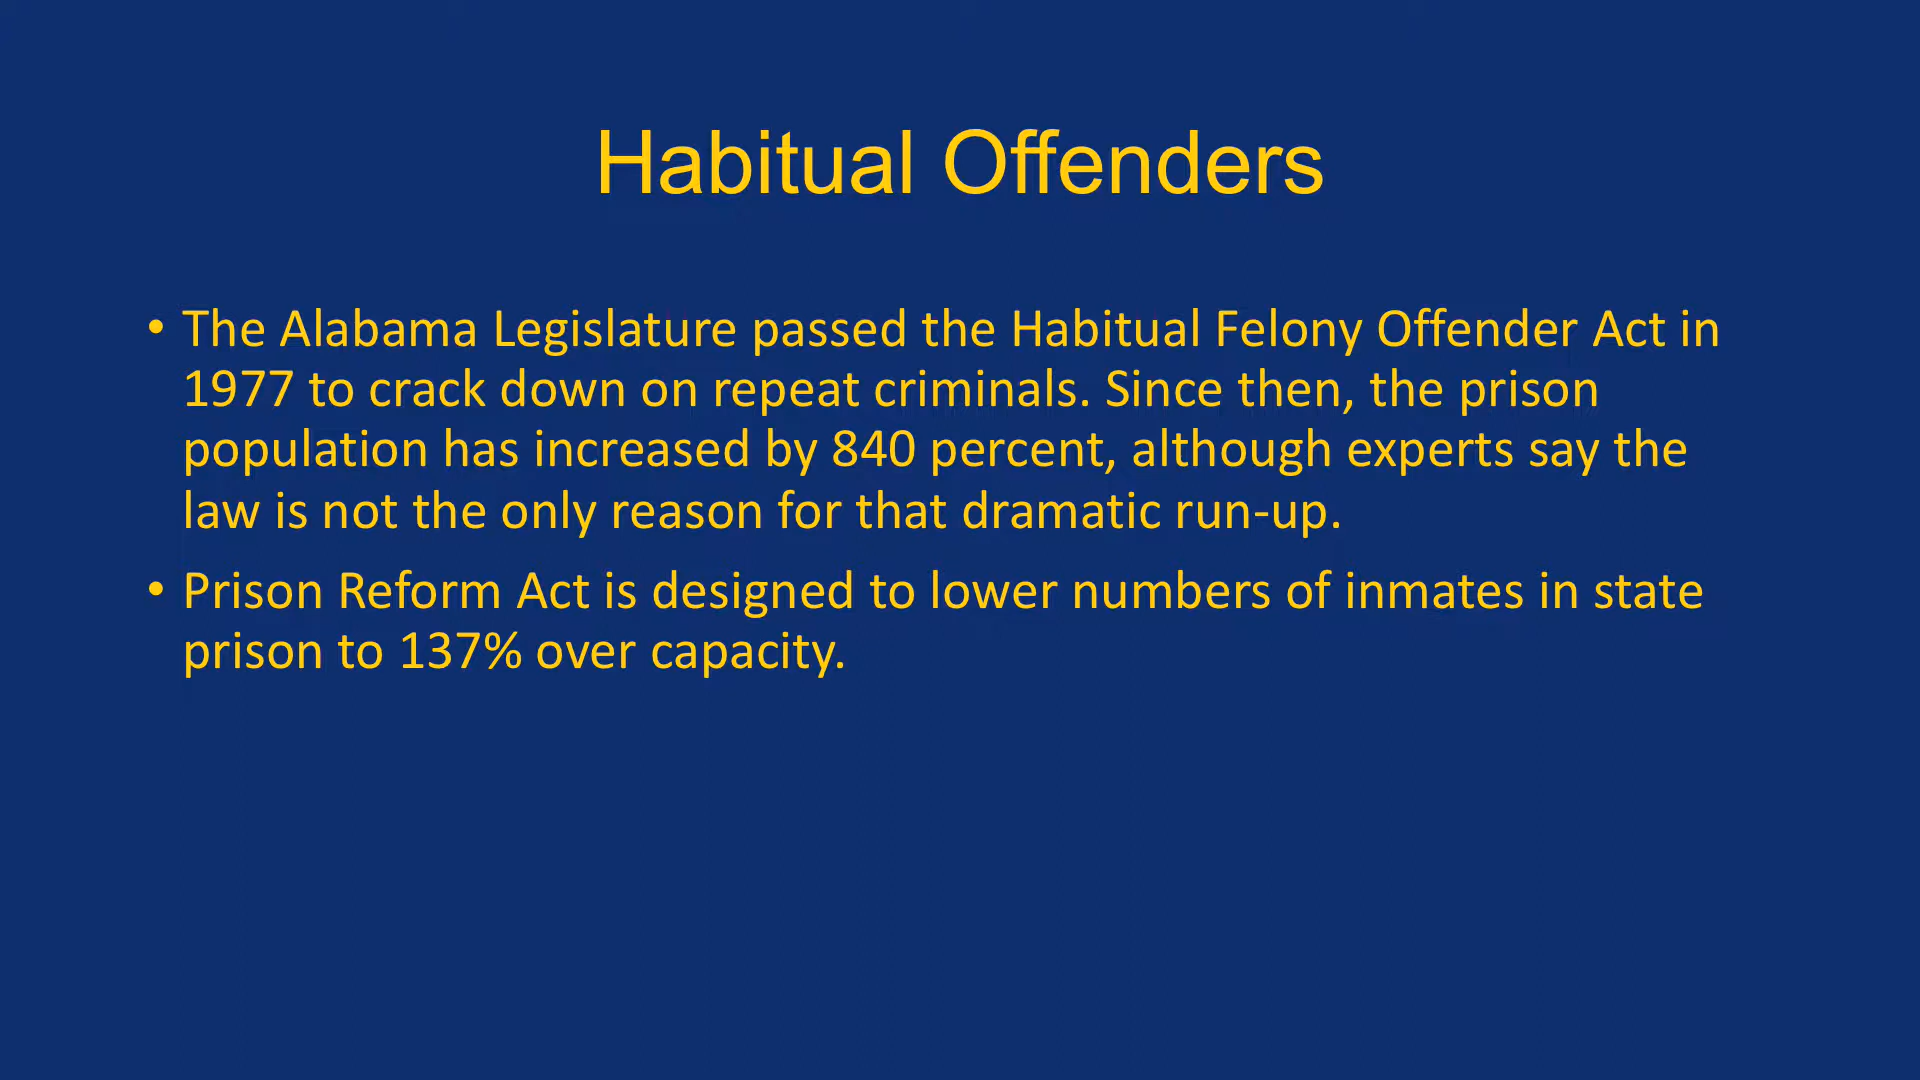 Habitual Offenders
• The Alabama Legislature passed the Habitual Felony Offender Act in
1977 to crack down on repeat criminals. Since then, the prison
population has increased by 840 percent, although experts say the
law is not the only reason for that dramatic run-up.
• Prison Reform Act is designed to lower numbers of inmates in state
prison to 137% over capacity.